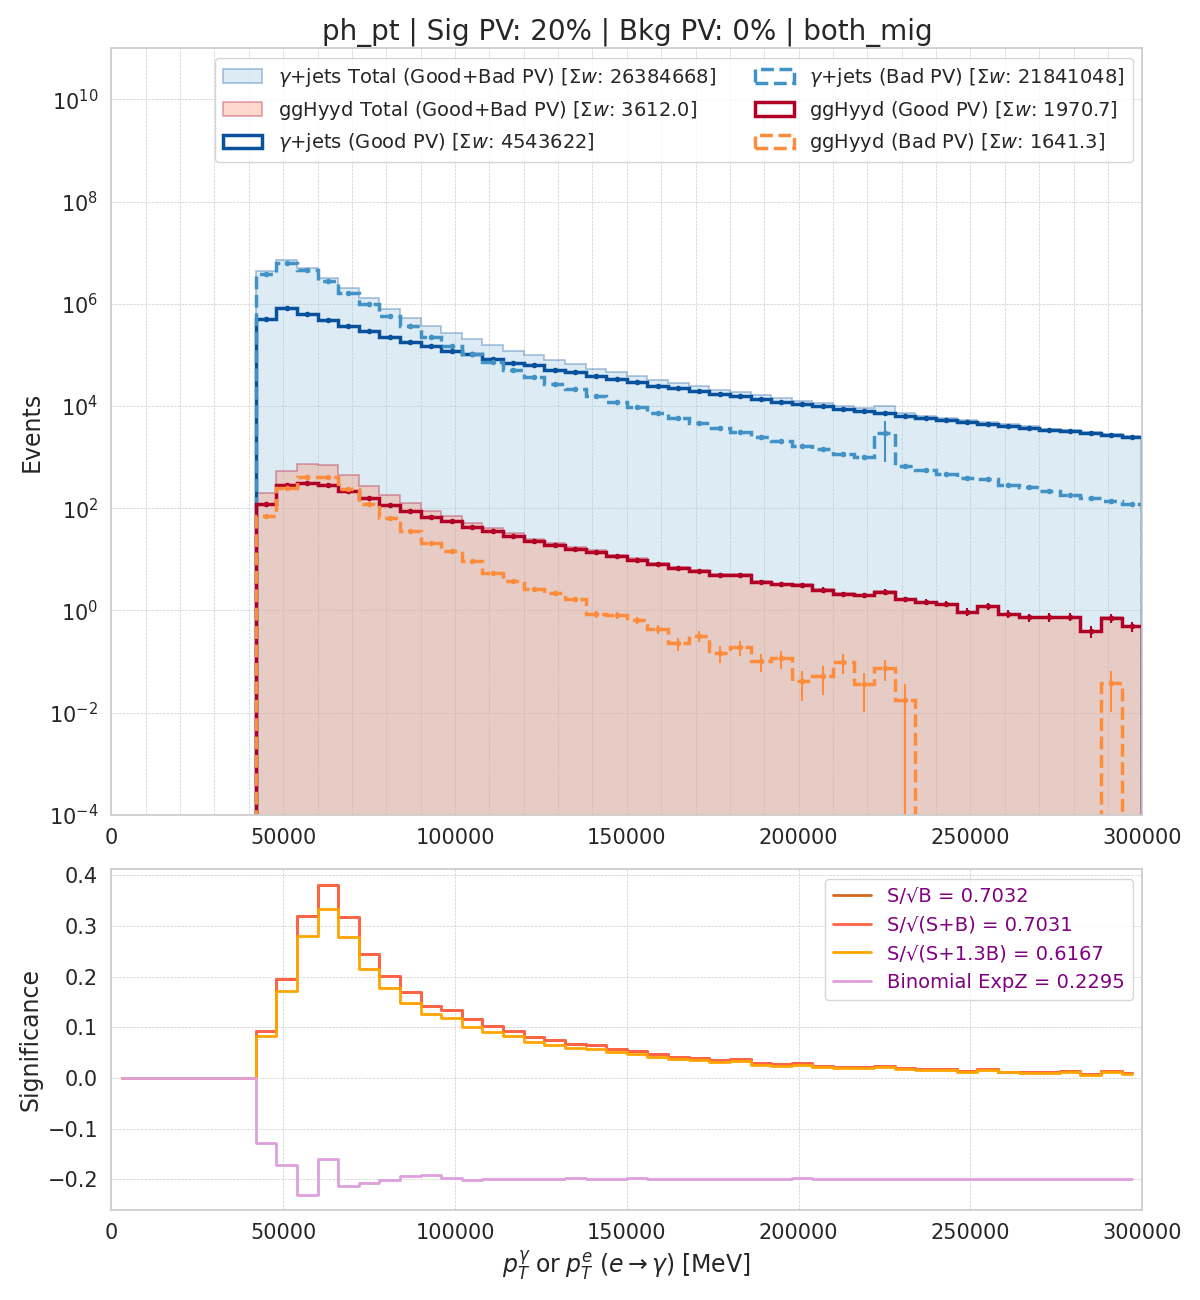 ph_pt | Sig PV: 20% | Bkg PV: 0% | both_mig
γ+jets Total (Good+Bad PV) [Σw: 26384668]
ggHyyd Total (Good+Bad PV) [Σw: 3612.0]
γ+jets (Good PV) [Σw: 4543622]
γ+jets (Bad PV) [Σw: 21841048]
ggHyyd (Good PV) [Σw: 1970.7]
ggHyyd (Bad PV) [Σw: 1641.3]
Events
10^10
10^8
10^6
10^4
10^2
10^0
10^−2
10^−4
0 50000 100000 150000 200000 250000 300000
Significance
0.4
0.3
0.2
0.1
0.0
−0.1
−0.2
S/√B = 0.7032
S/√(S+B) = 0.7031
S/√(S+1.3B) = 0.6167
Binomial ExpZ = 0.2295
0 50000 100000 150000 200000 250000 300000
p_T^γ or p_T^e (e→γ) [MeV]